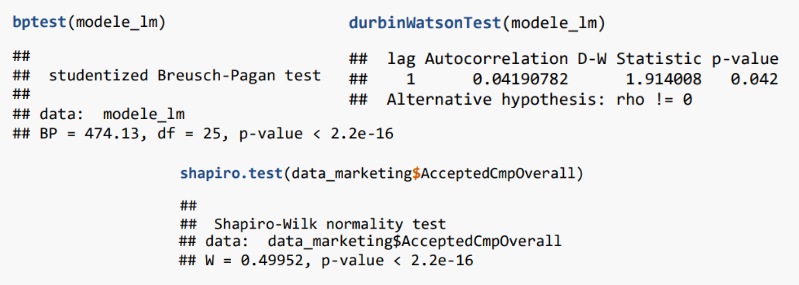 bptest(modele_lm)
##
##  studentized Breusch-Pagan test
##
## data:  modele_lm
## BP = 474.13, df = 25, p-value < 2.2e-16
durbinWatsonTest(modele_lm)
##  lag Autocorrelation D-W Statistic p-value
##    1      0.04190782      1.914008   0.042
##  Alternative hypothesis: rho != 0
shapiro.test(data_marketing$AcceptedCmpOverall)
##
##  Shapiro-Wilk normality test
## data:  data_marketing$AcceptedCmpOverall
## W = 0.49952, p-value < 2.2e-16